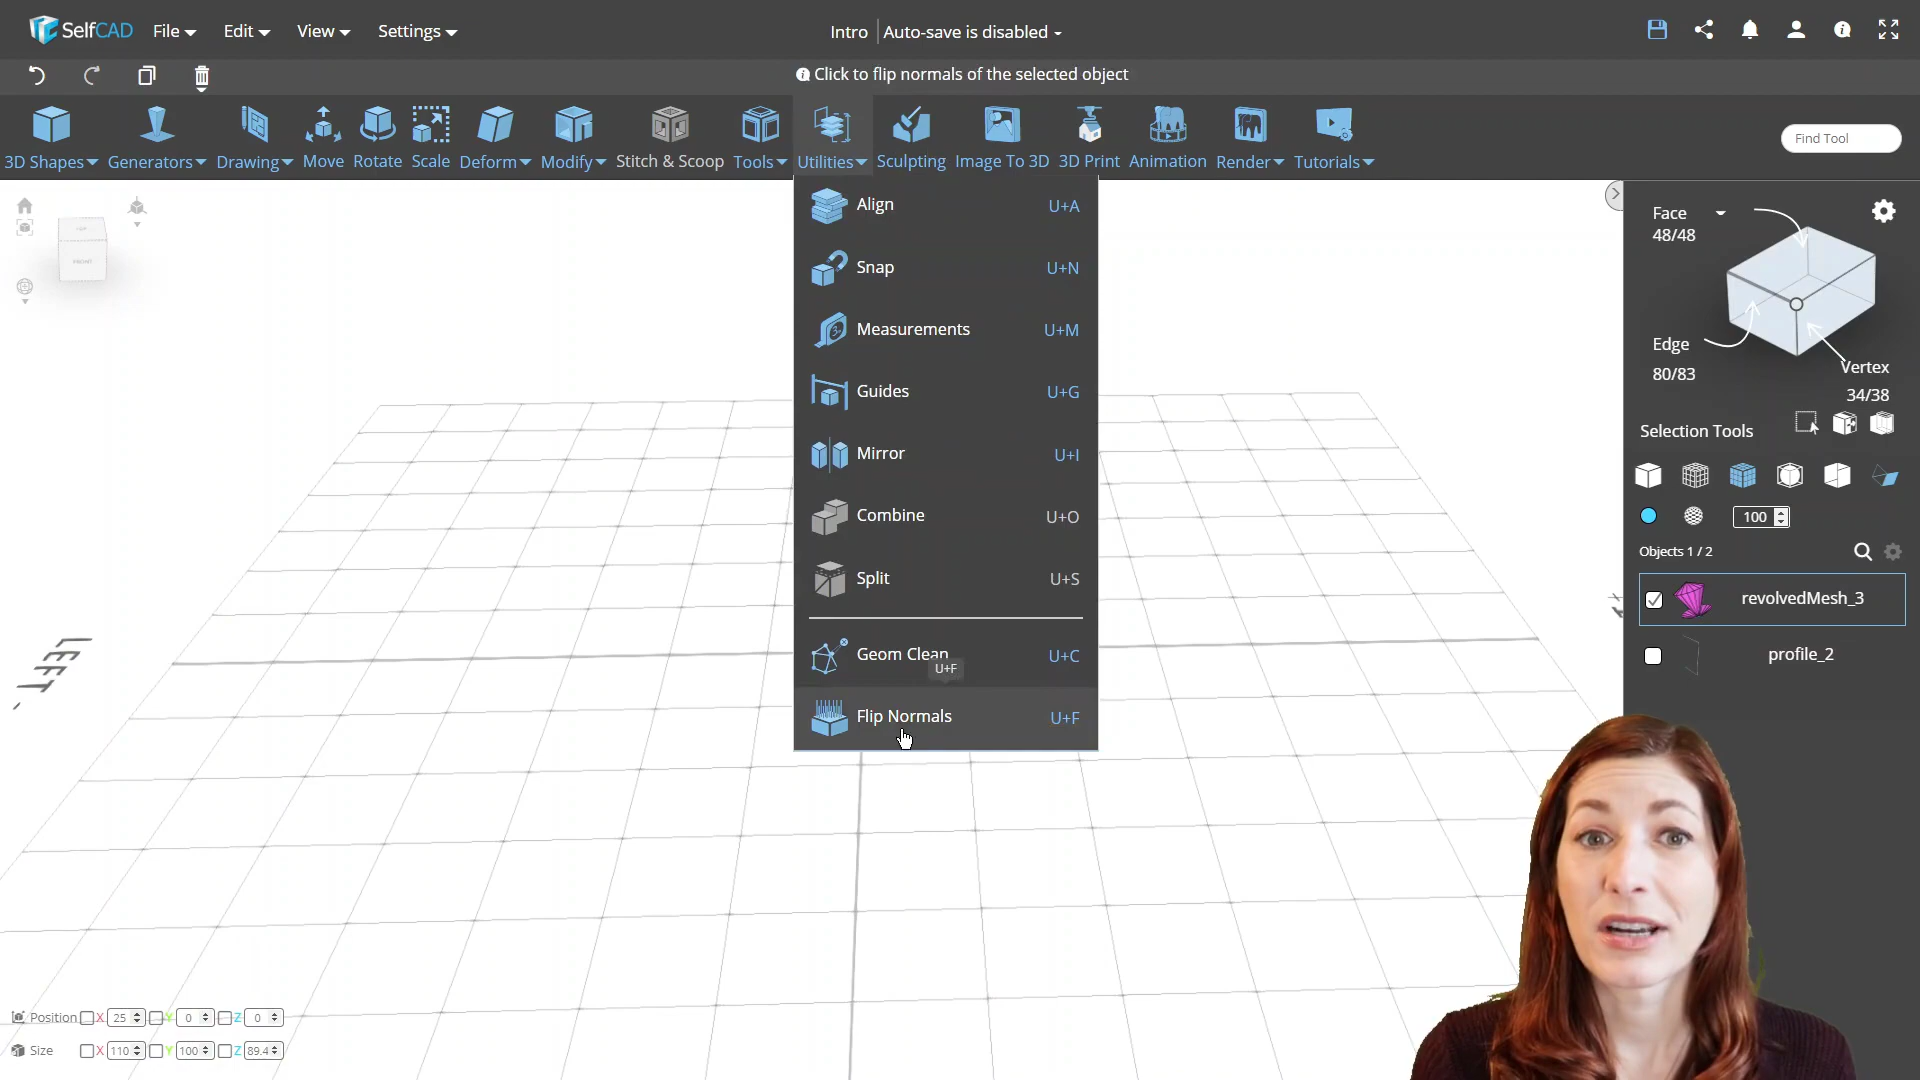 SelfCAD
File
Edit
View
Settings
Intro
Auto-save is disabled
Click to flip normals of the selected object
3D Shapes
Generators
Drawing
Move
Rotate
Scale
Deform
Modify
Stitch & Scoop
Tools
Utilities
Sculpting
Image To 3D
3D Print
Animation
Render
Tutorials
Find Tool
Align U+A
Snap U+N
Measurements U+M
Guides U+G
Mirror U+I
Combine U+O
Split U+S
Geom Clean U+C
U+F
Flip Normals U+F
FRONT
LEFT
Face
48/48
Edge
80/83
Vertex
34/38
Selection Tools
100
Objects 1 / 2
revolvedMesh_3
profile_2
Position X 25 Y 0 Z 0
Size X 110 Y 100 Z 89.4